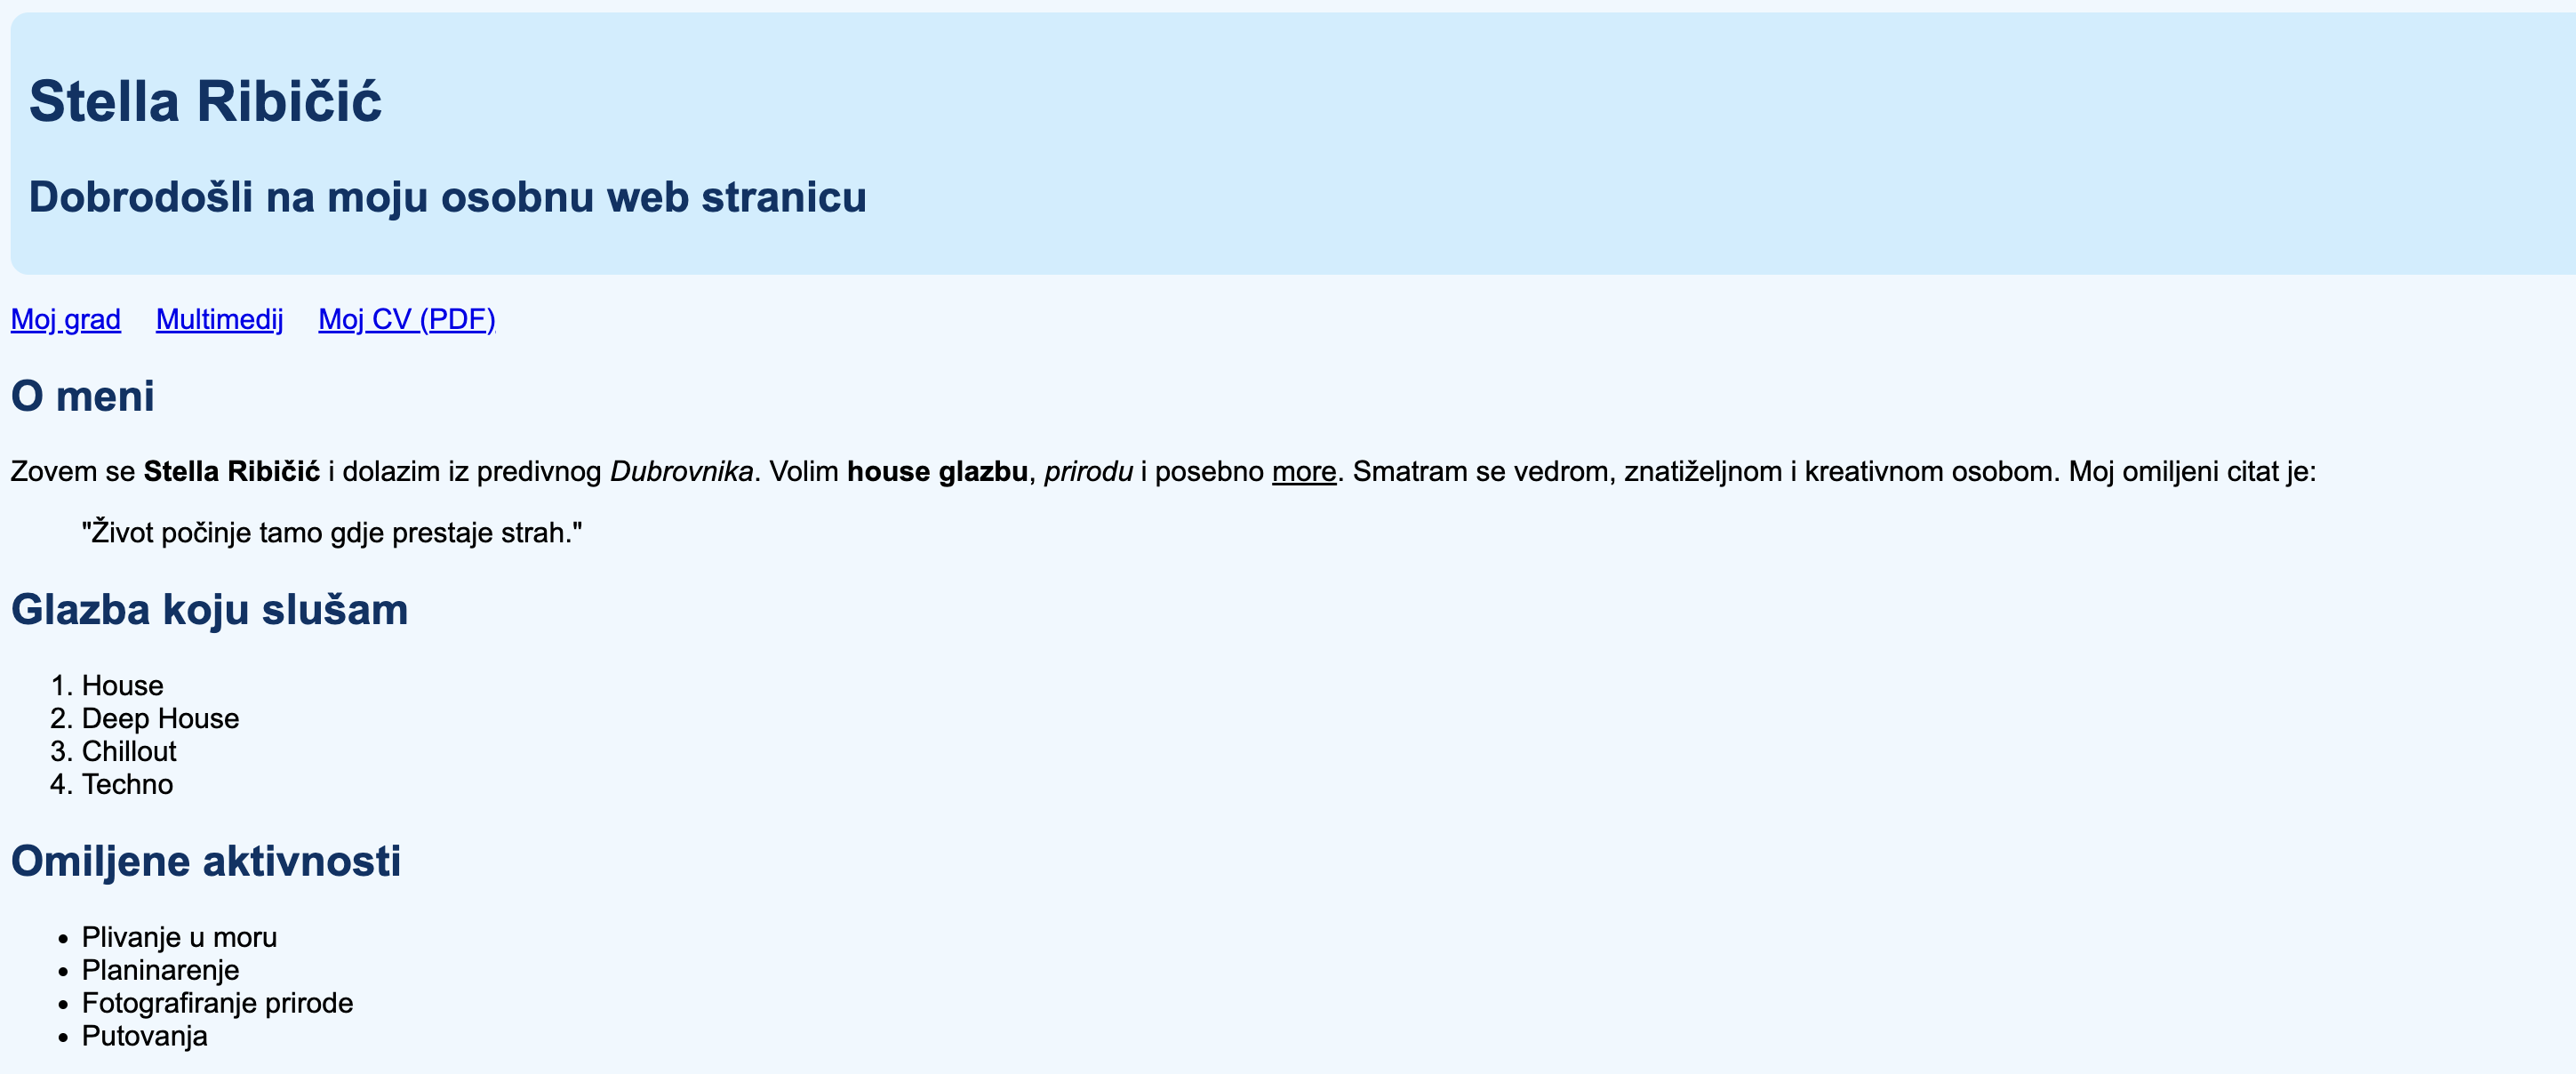 Stella Ribičić
Dobrodošli na moju osobnu web stranicu
Moj grad Multimedij Moj CV (PDF)
O meni
Zovem se Stella Ribičić i dolazim iz predivnog Dubrovnika. Volim house glazbu, prirodu i posebno more. Smatram se vedrom, znatiželjnom i kreativnom osobom. Moj omiljeni citat je:
"Život počinje tamo gdje prestaje strah."
Glazba koju slušam
1. House
2. Deep House
3. Chillout
4. Techno
Omiljene aktivnosti
• Plivanje u moru
• Planinarenje
• Fotografiranje prirode
• Putovanja